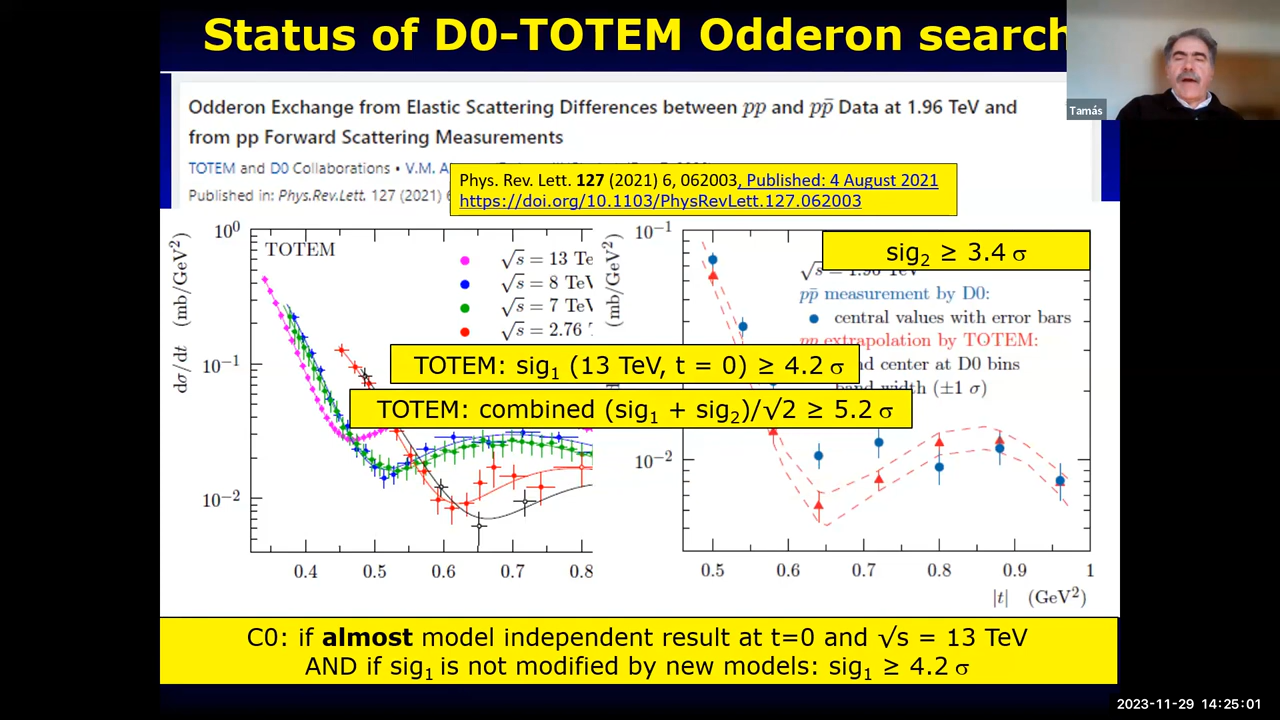 Status of D0-TOTEM Odderon search
Tamás
Odderon Exchange from Elastic Scattering Differences between pp and pp̄ Data at 1.96 TeV and
from pp Forward Scattering Measurements
TOTEM and D0 Collaborations • V.M. A
Published in: Phys.Rev.Lett. 127 (2021) 6
Phys. Rev. Lett. 127 (2021) 6, 062003, Published: 4 August 2021
https://doi.org/10.1103/PhysRevLett.127.062003
TOTEM
√s = 13 Te
√s = 8 TeV
√s = 7 TeV
√s = 2.76
dσ/dt (mb/GeV²)
10⁰
10⁻¹
10⁻²
0.4 0.5 0.6 0.7 0.8
(mb/GeV²)
10⁻¹
10⁻²
sig₂ ≥ 3.4 σ
√s = 1.96 TeV
pp̄ measurement by D0:
central values with error bars
pp extrapolation by TOTEM:
nd center at D0 bins
band width (±1 σ)
0.5 0.6 0.7 0.8 0.9 1
|t| (GeV²)
TOTEM: sig₁ (13 TeV, t = 0) ≥ 4.2 σ
TOTEM: combined (sig₁ + sig₂)/√2 ≥ 5.2 σ
C0: if almost model independent result at t=0 and √s = 13 TeV
AND if sig₁ is not modified by new models: sig₁ ≥ 4.2 σ
2023-11-29 14:25:01